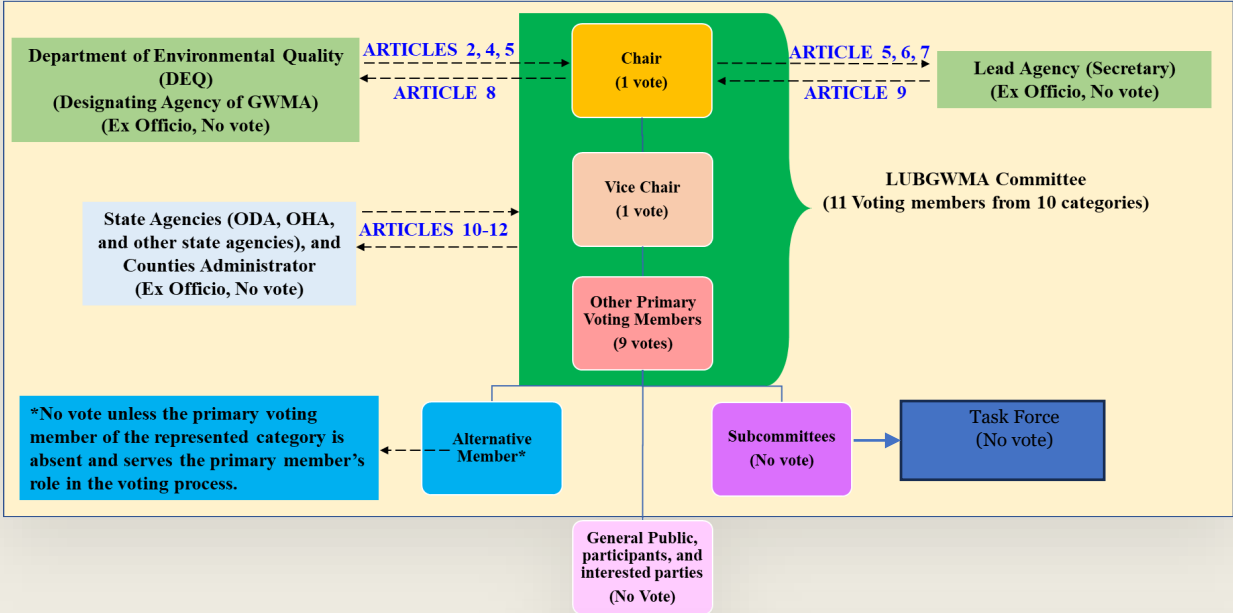 Department of Environmental Quality
(DEQ)
(Designating Agency of GWMA)
(Ex Officio, No vote)
ARTICLES 2, 4, 5
ARTICLE 8
Chair
(1 vote)
ARTICLE 5, 6, 7
ARTICLE 9
Lead Agency (Secretary)
(Ex Officio, No vote)
Vice Chair
(1 vote)
LUBGWMA Committee
(11 Voting members from 10 categories)
State Agencies (ODA, OHA,
and other state agencies), and
Counties Administrator
(Ex Officio, No vote)
ARTICLES 10-12
Other Primary
Voting Members
(9 votes)
*No vote unless the primary voting
member of the represented category is
absent and serves the primary member’s
role in the voting process.
Alternative
Member*
Subcommittees
(No vote)
Task Force
(No vote)
General Public,
participants, and
interested parties
(No Vote)